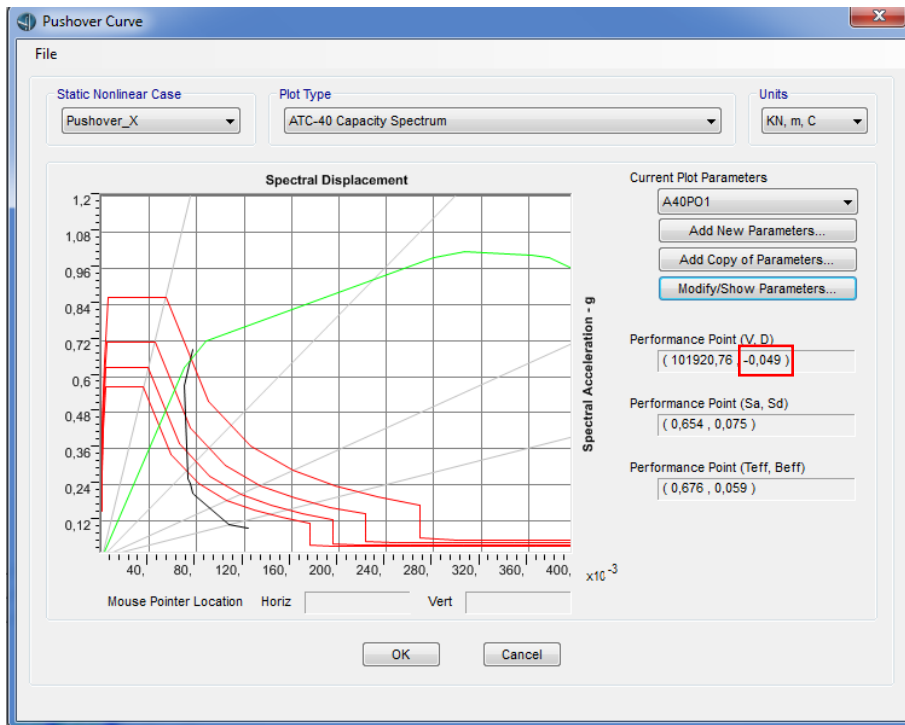 Pushover Curve
File
Static Nonlinear Case
Pushover_X
Plot Type
ATC-40 Capacity Spectrum
Units
KN, m, C
Spectral Displacement
1,2
1,08
0,96
0,84
0,72
0,6
0,48
0,36
0,24
0,12
40, 80, 120, 160, 200, 240, 280, 320, 360, 400, x10 -3
Spectral Acceleration - g
Mouse Pointer Location Horiz Vert
Current Plot Parameters
A40PO1
Add New Parameters...
Add Copy of Parameters...
Modify/Show Parameters...
Performance Point (V, D)
( 101920,76 , -0,049 )
Performance Point (Sa, Sd)
( 0,654 , 0,075 )
Performance Point (Teff, Beff)
( 0,676 , 0,059 )
OK Cancel